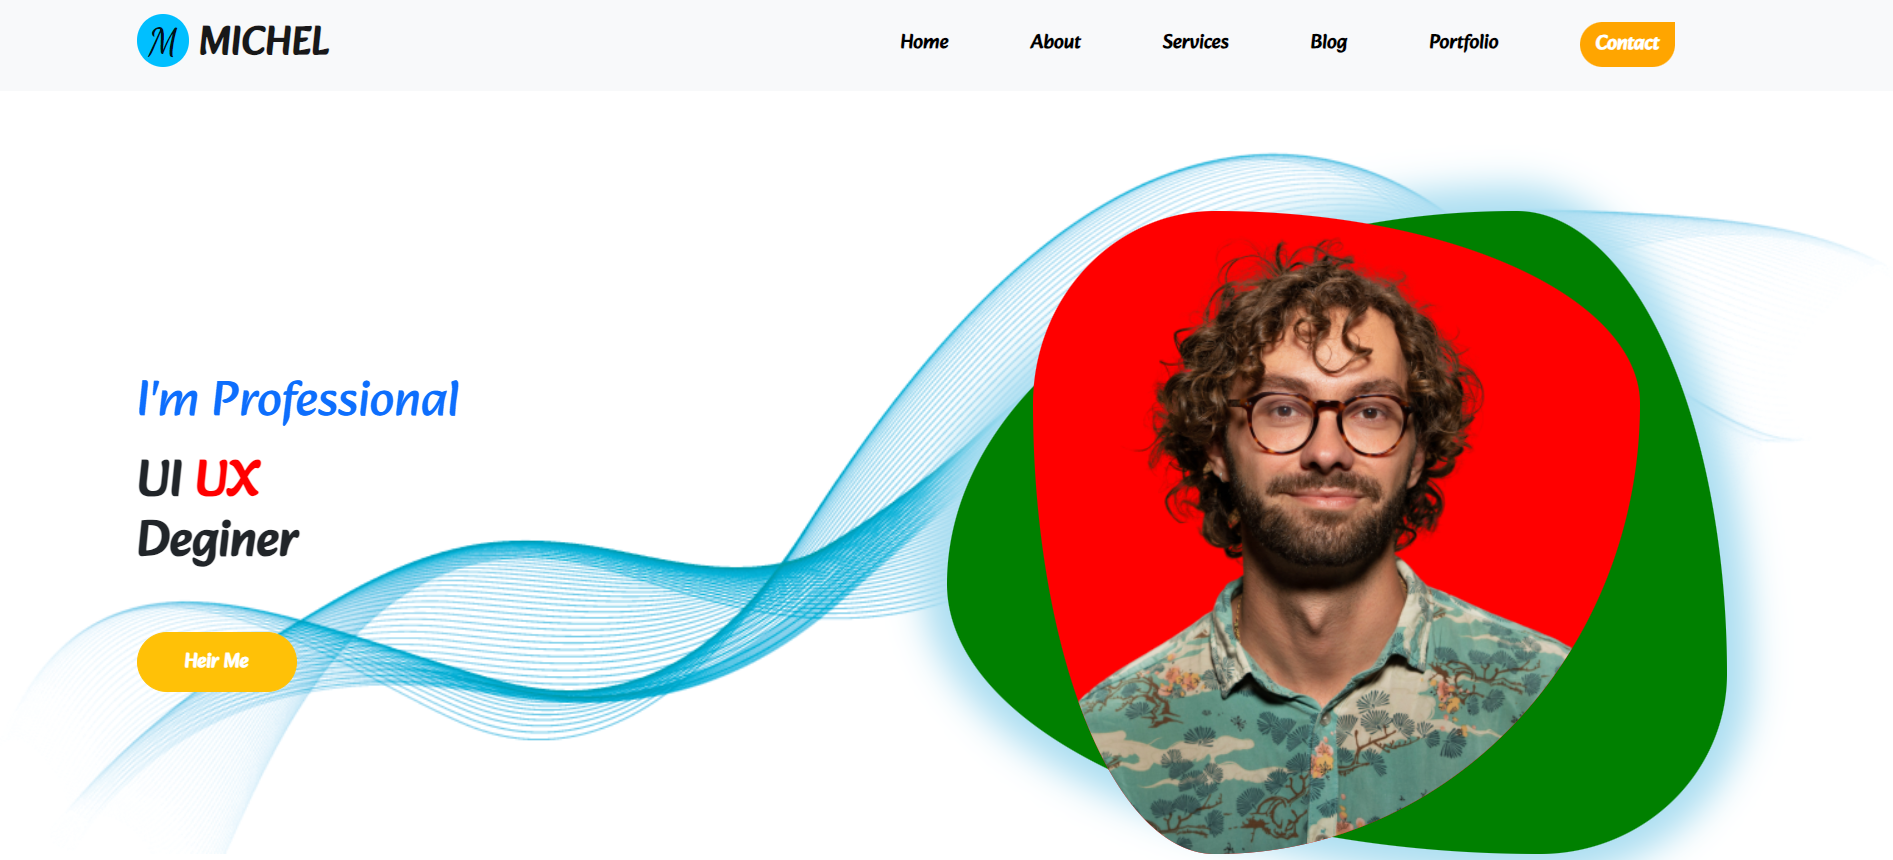 M MICHEL
Home About Services Blog Portfolio Contact
I'm Professional
UI UX
Deginer
Heir Me